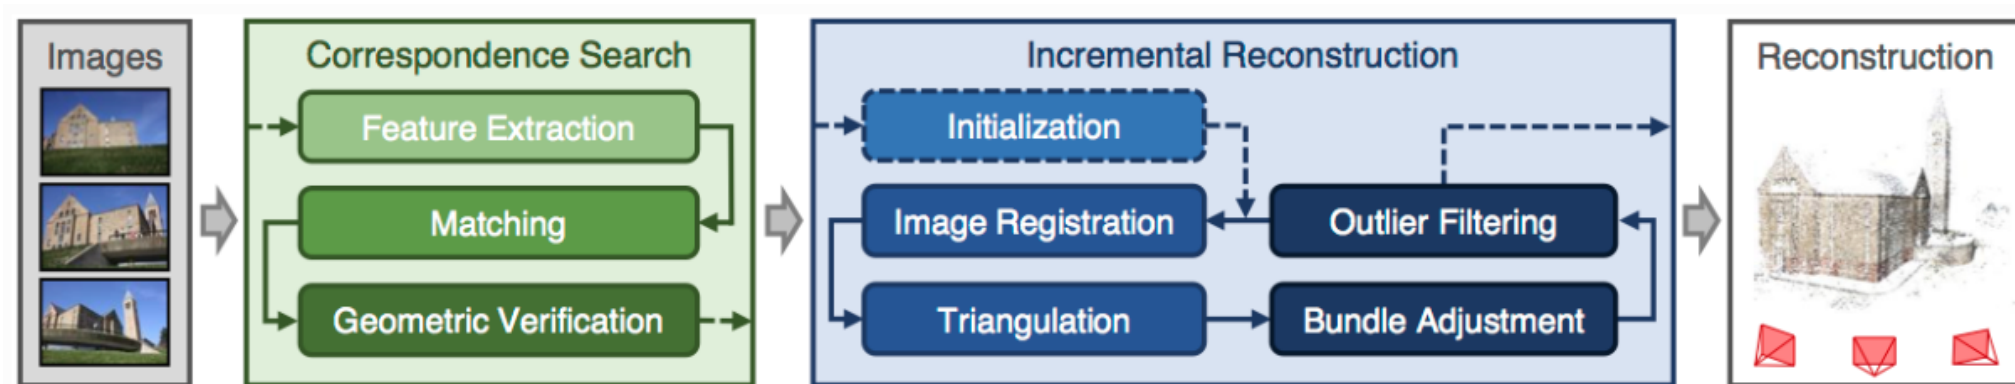 Images
Correspondence Search
Feature Extraction
Matching
Geometric Verification
Incremental Reconstruction
Initialization
Image Registration
Outlier Filtering
Triangulation
Bundle Adjustment
Reconstruction